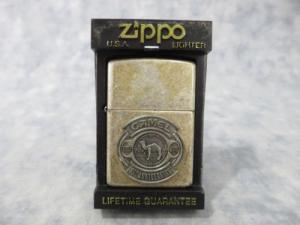 zippo
U.S.A. LIGHTER
CAMEL
LIFETIME GUARANTEE